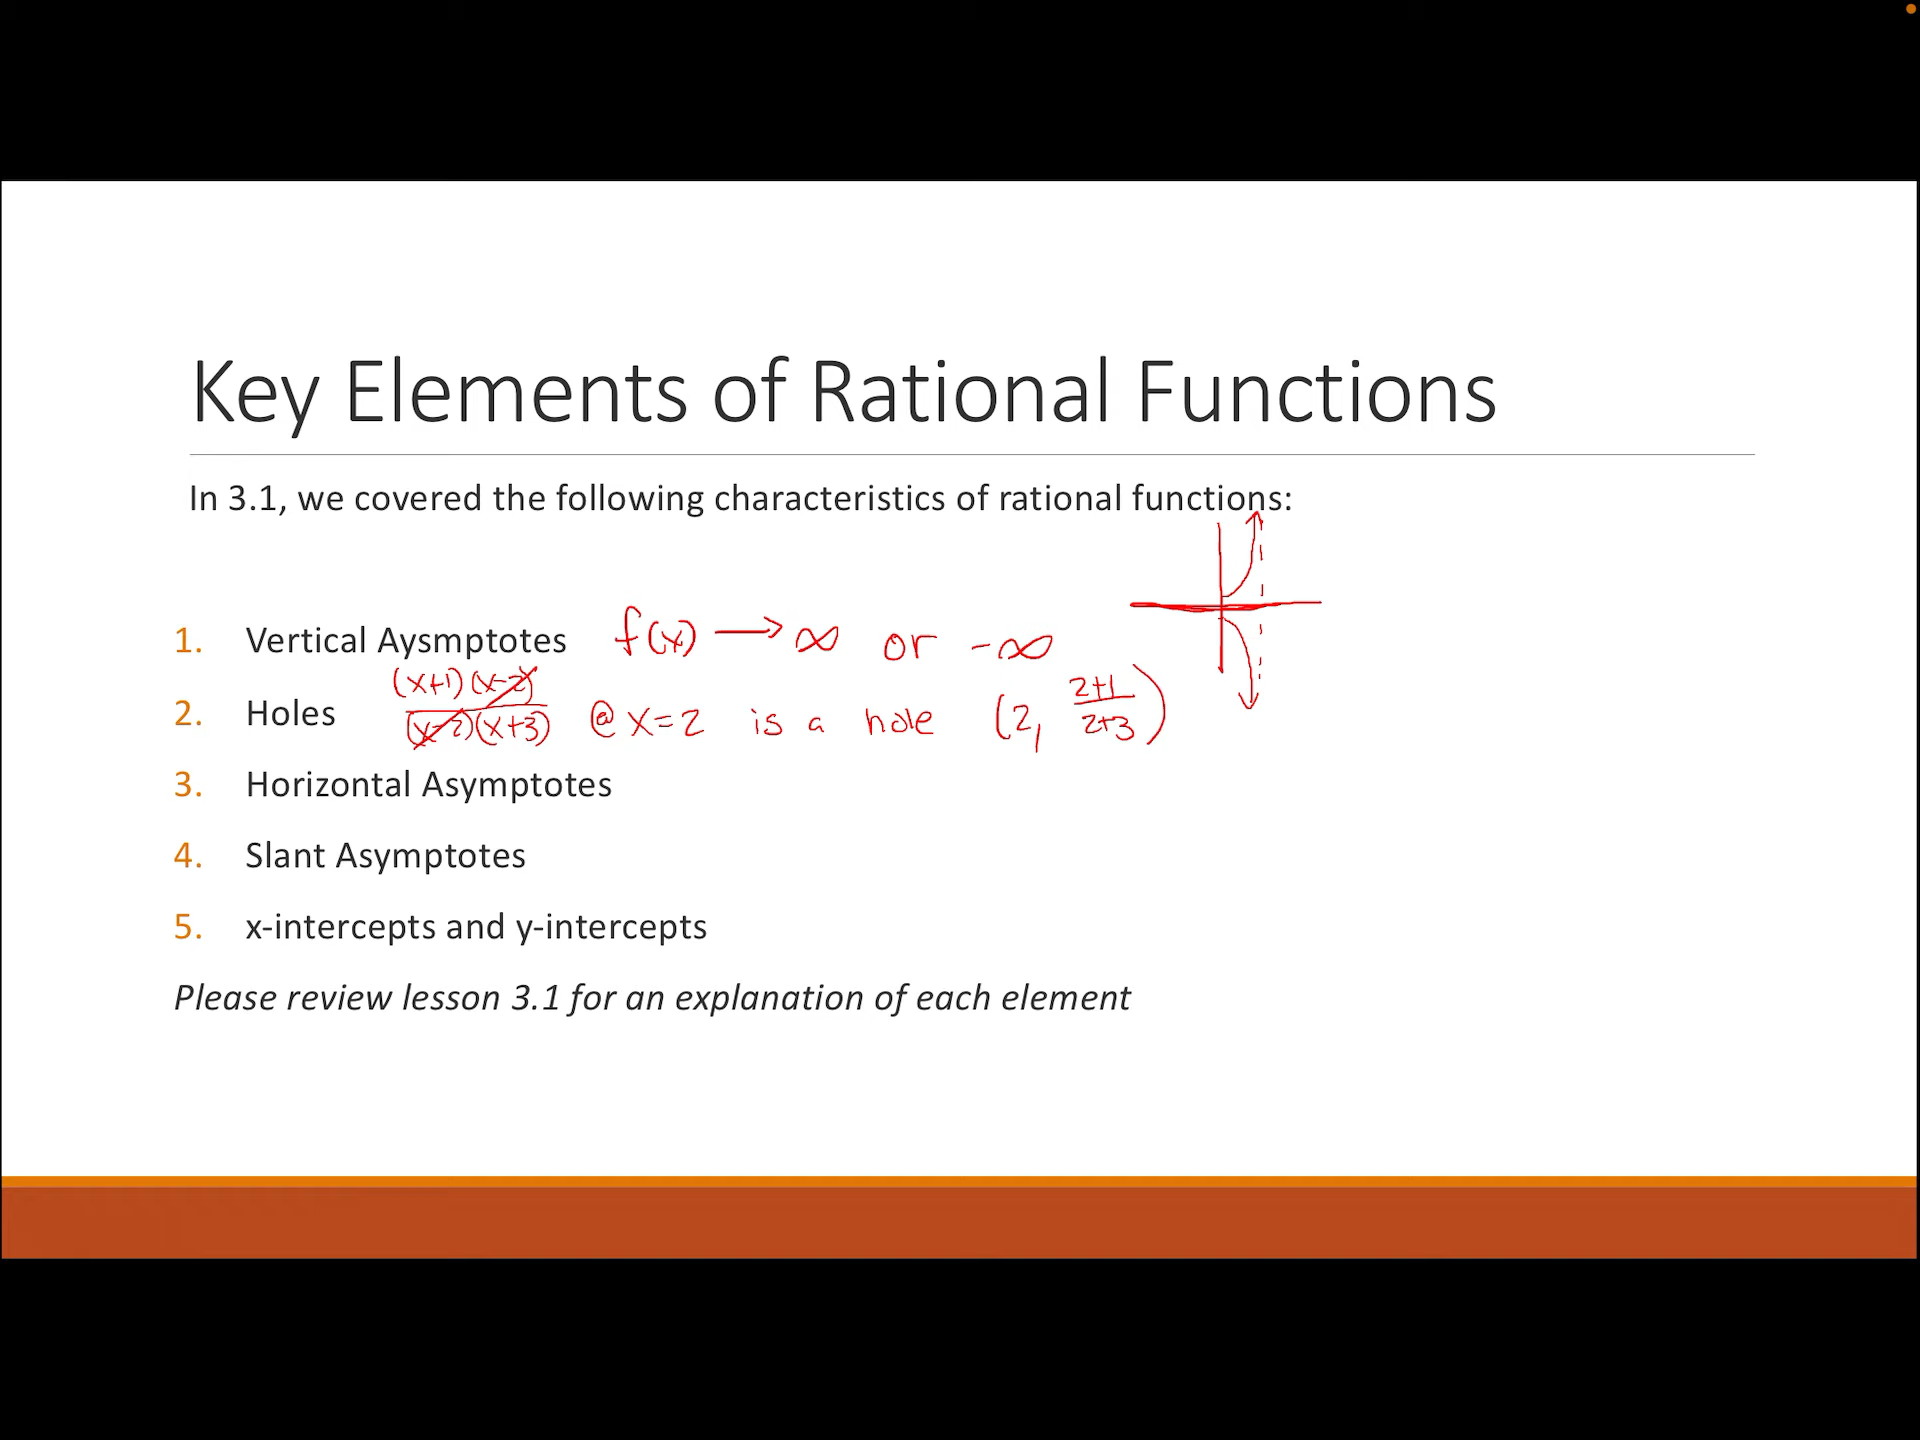 Key Elements of Rational Functions
In 3.1, we covered the following characteristics of rational functions:
1. Vertical Aysmptotes f(x) → ∞ or -∞
(x+1)(x-2)
2. Holes (x-2)(x+3) @ x=2 is a hole (2, 2+1/2+3)
3. Horizontal Asymptotes
4. Slant Asymptotes
5. x-intercepts and y-intercepts
Please review lesson 3.1 for an explanation of each element